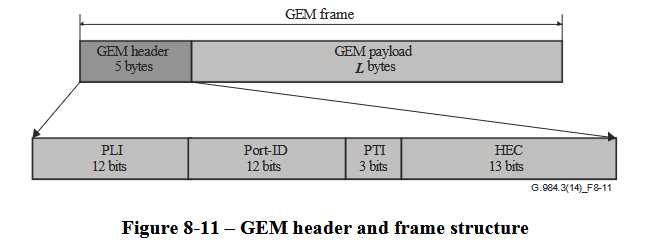 GEM frame
GEM header
5 bytes
GEM payload
L bytes
PLI
12 bits
Port-ID
12 bits
PTI
3 bits
HEC
13 bits
G.984.3(14)_F8-11
Figure 8-11 – GEM header and frame structure